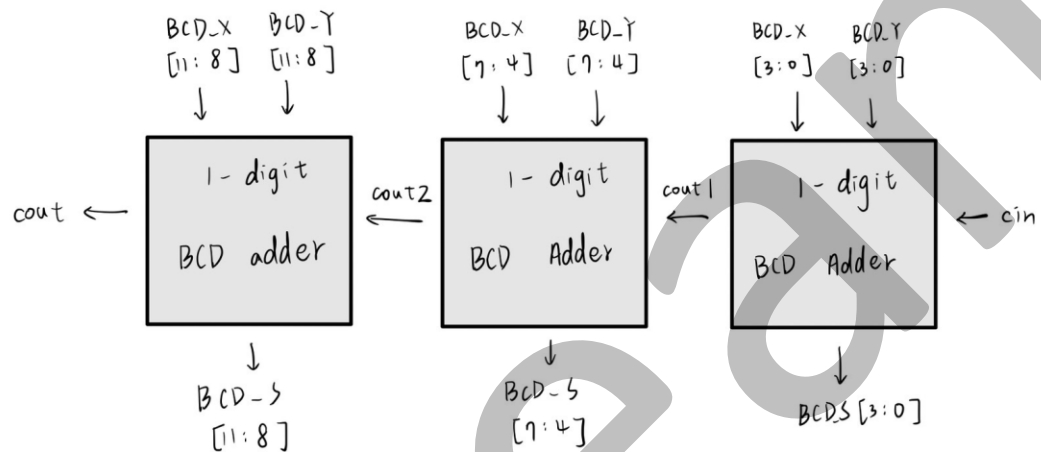 BCD_X BCD_Y
[11:8] [11:8]
BCD_X BCD_Y
[7:4] [7:4]
BCD_X BCD_Y
[3:0] [3:0]
1-digit
BCD adder
1-digit
BCD Adder
1-digit
BCD Adder
cout
cout2
cout1
cin
BCD_S
[11:8]
BCD_S
[7:4]
BCD_S[3:0]